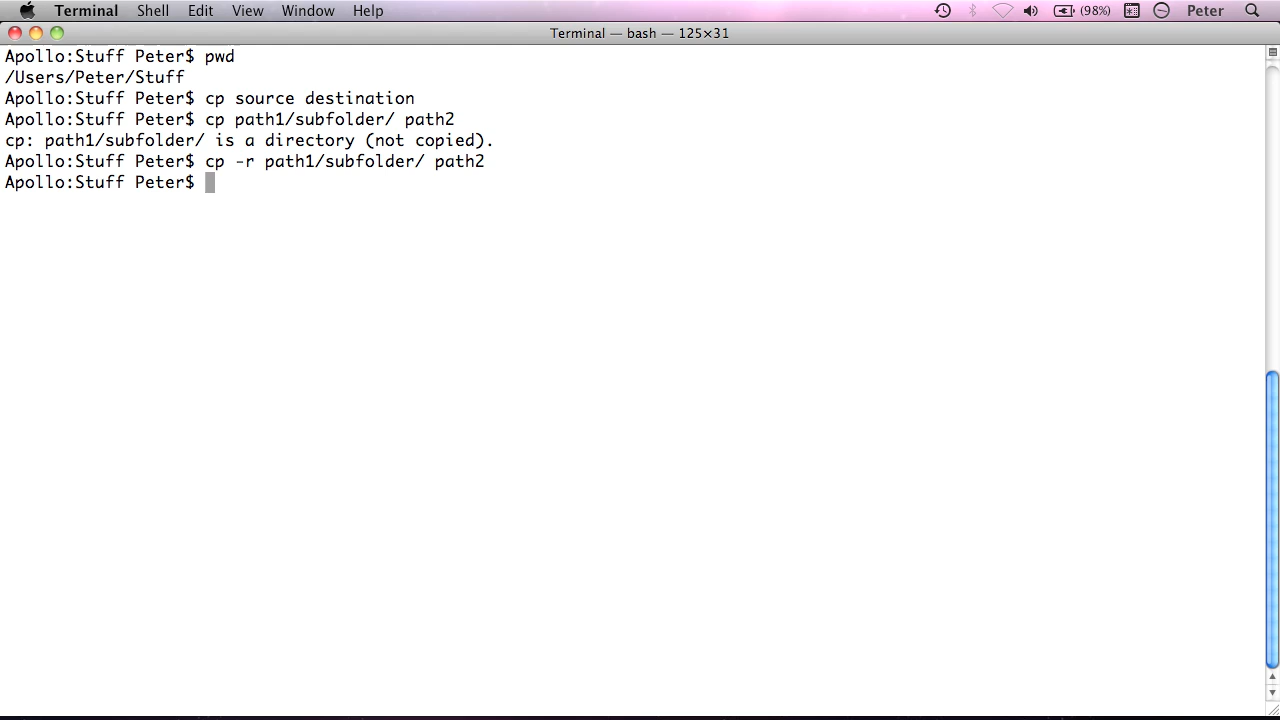 Terminal Shell Edit View Window Help (98%) Peter
Terminal — bash — 125×31
Apollo:Stuff Peter$ pwd
/Users/Peter/Stuff
Apollo:Stuff Peter$ cp source destination
Apollo:Stuff Peter$ cp path1/subfolder/ path2
cp: path1/subfolder/ is a directory (not copied).
Apollo:Stuff Peter$ cp -r path1/subfolder/ path2
Apollo:Stuff Peter$